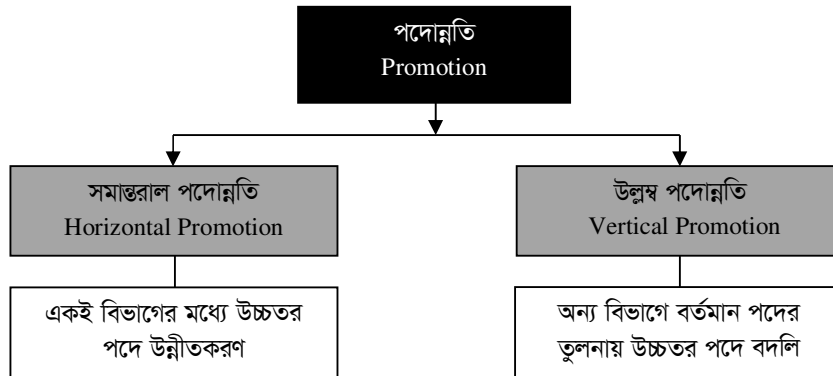 পদোন্নতি
Promotion
সমান্তরাল পদোন্নতি
Horizontal Promotion
একই বিভাগের মধ্যে উচ্চতর
পদে উন্নীতকরণ
উল্লম্ব পদোন্নতি
Vertical Promotion
অন্য বিভাগে বর্তমান পদের
তুলনায় উচ্চতর পদে বদলি